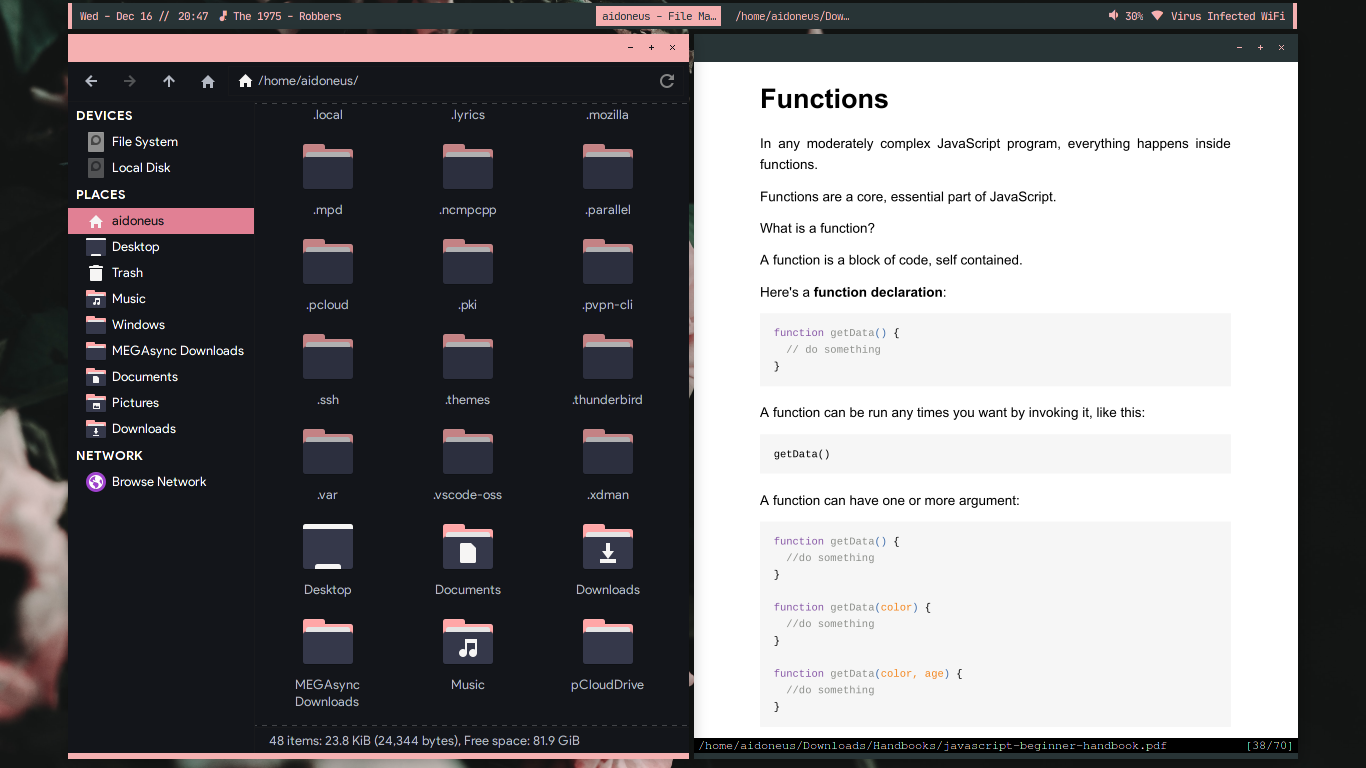 Wed - Dec 16 // 20:47 The 1975 - Robbers
aidoneus - File Ma…
/home/aidoneus/Dow…
30% Virus Infected WiFi
/home/aidoneus/
DEVICES
File System
Local Disk
PLACES
aidoneus
Desktop
Trash
Music
Windows
MEGAsync Downloads
Documents
Pictures
Downloads
NETWORK
Browse Network
.local .lyrics .mozilla
.mpd .ncmpcpp .parallel
.pcloud .pki .pvpn-cli
.ssh .themes .thunderbird
.var .vscode-oss .xdman
Desktop Documents Downloads
MEGAsync Music pCloudDrive
Downloads
48 items: 23.8 KiB (24,344 bytes), Free space: 81.9 GiB
Functions
In any moderately complex JavaScript program, everything happens inside
functions.
Functions are a core, essential part of JavaScript.
What is a function?
A function is a block of code, self contained.
Here's a function declaration:
function getData() {
// do something
}
A function can be run any times you want by invoking it, like this:
getData()
A function can have one or more argument:
function getData() {
//do something
}
function getData(color) {
//do something
}
function getData(color, age) {
//do something
}
/home/aidoneus/Downloads/Handbooks/javascript-beginner-handbook.pdf [38/70]